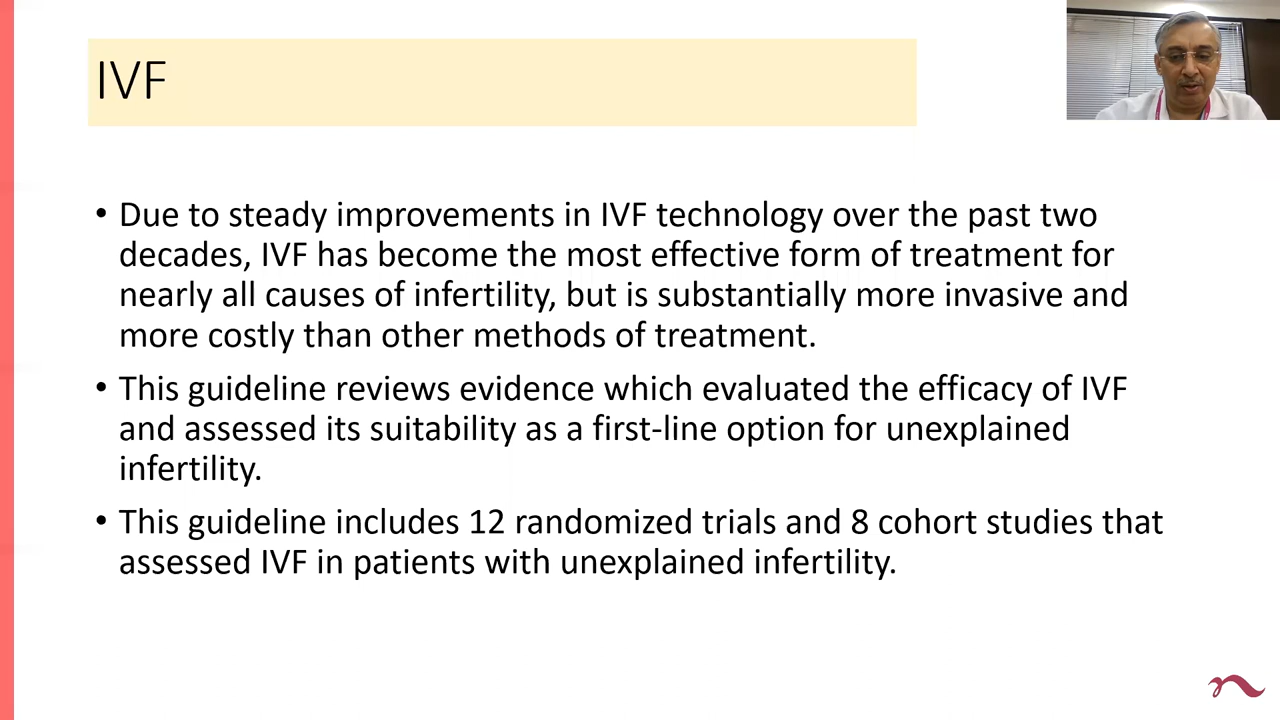 IVF
• Due to steady improvements in IVF technology over the past two
decades, IVF has become the most effective form of treatment for
nearly all causes of infertility, but is substantially more invasive and
more costly than other methods of treatment.
• This guideline reviews evidence which evaluated the efficacy of IVF
and assessed its suitability as a first-line option for unexplained
infertility.
• This guideline includes 12 randomized trials and 8 cohort studies that
assessed IVF in patients with unexplained infertility.